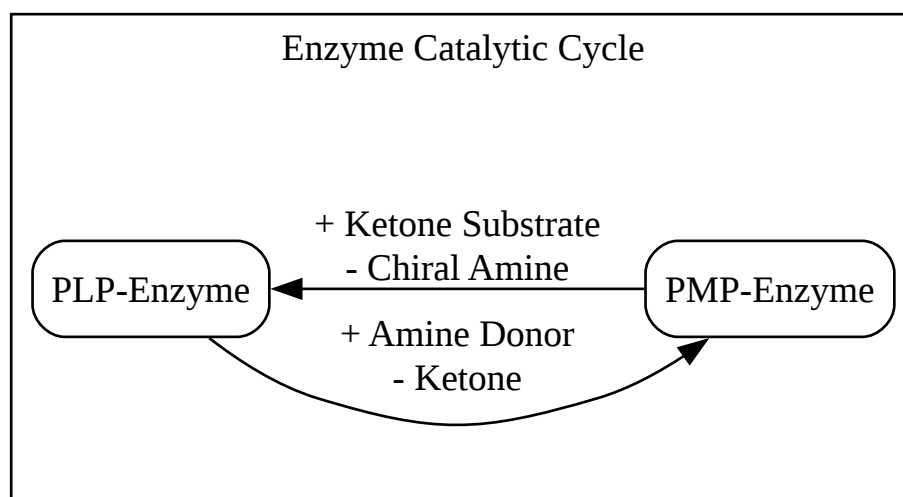 Enzyme Catalytic Cycle
+ Ketone Substrate
- Chiral Amine
PLP-Enzyme
PMP-Enzyme
+ Amine Donor
- Ketone